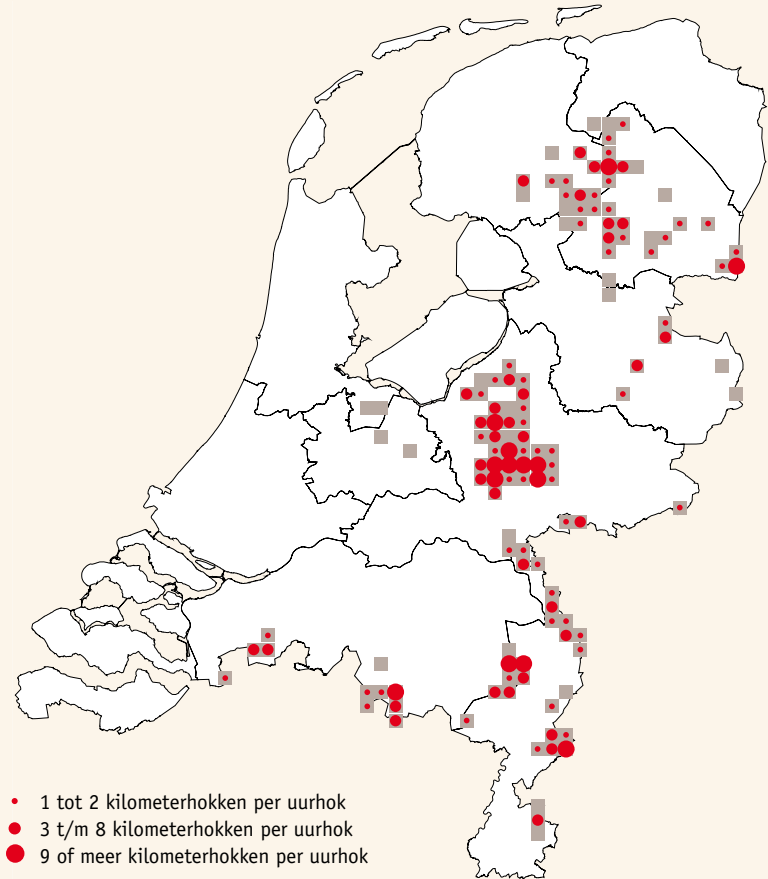 1 tot 2 kilometerhokken per uurhok
3 t/m 8 kilometerhokken per uurhok
9 of meer kilometerhokken per uurhok